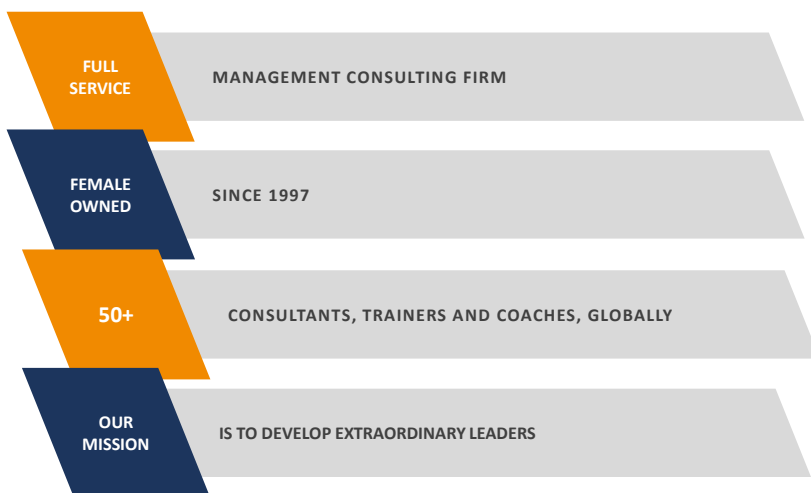 FULL
SERVICE
MANAGEMENT CONSULTING FIRM
FEMALE
OWNED
SINCE 1997
50+
CONSULTANTS, TRAINERS AND COACHES, GLOBALLY
OUR
MISSION
IS TO DEVELOP EXTRAORDINARY LEADERS